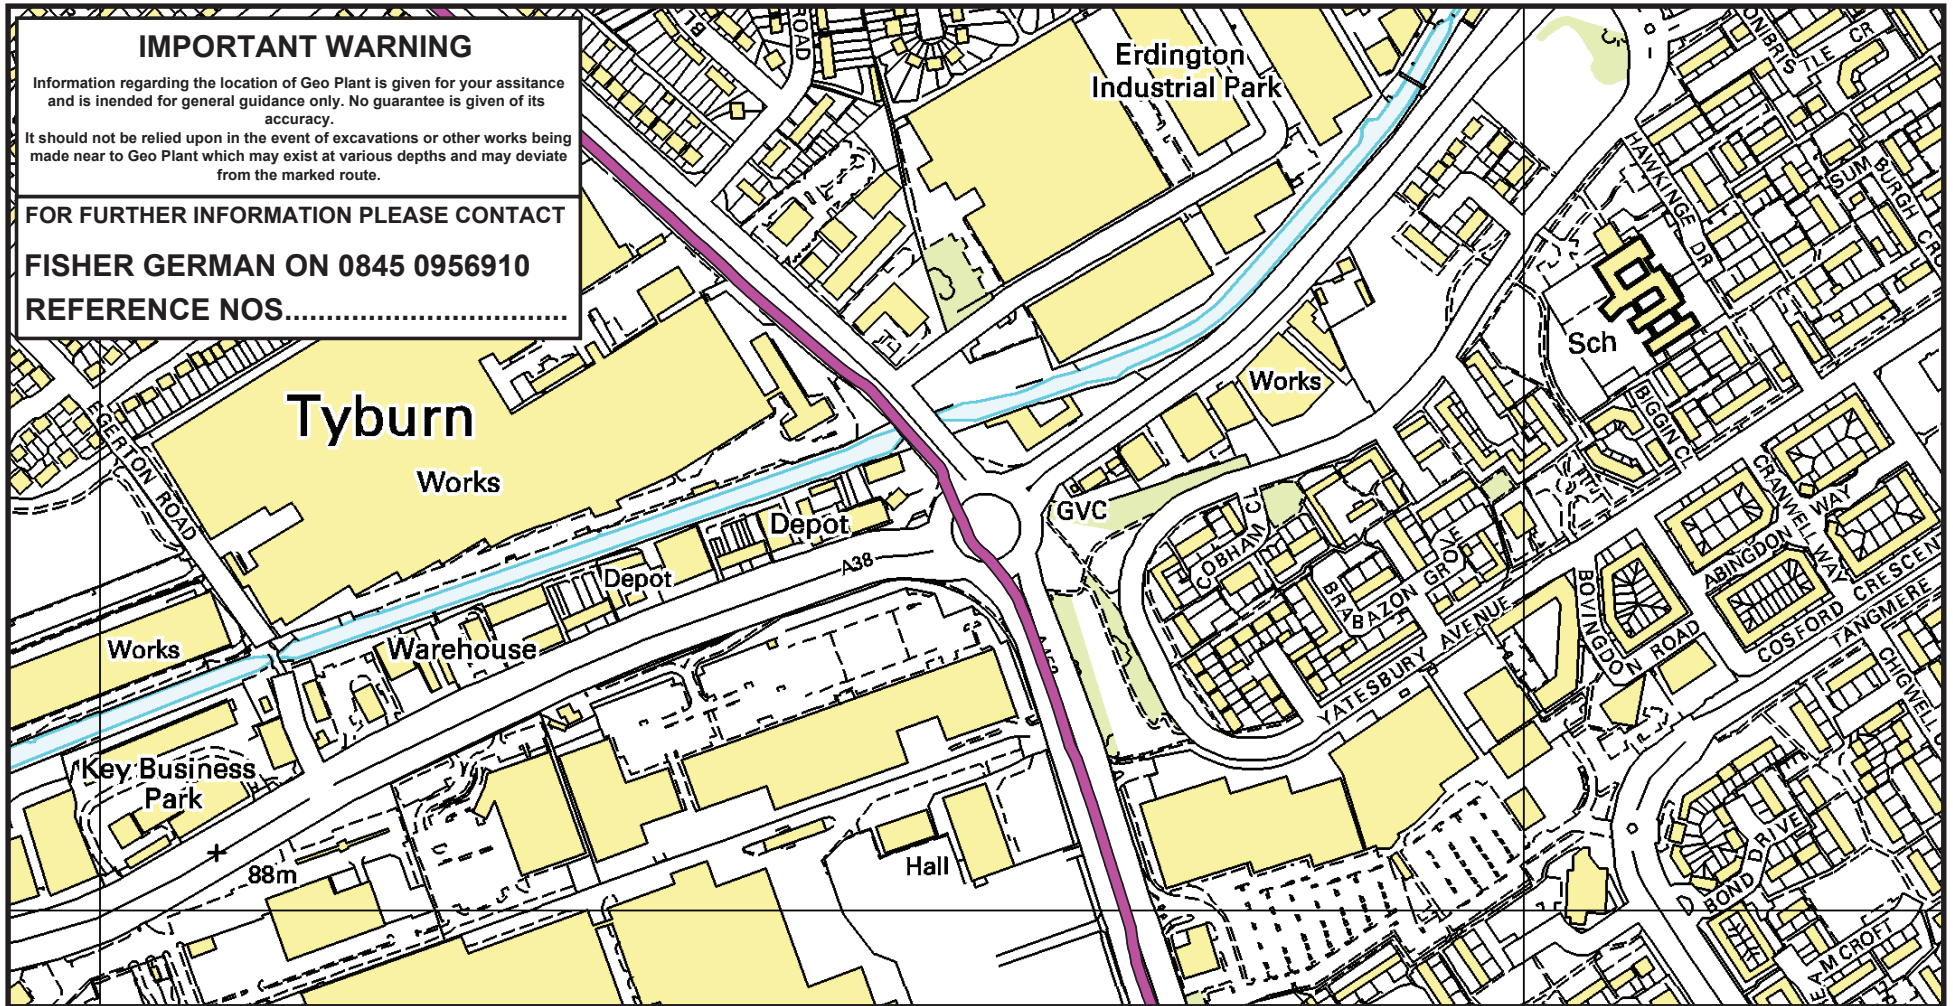 IMPORTANT WARNING
Information regarding the location of Geo Plant is given for your assitance
and is inended for general guidance only. No guarantee is given of its
accuracy.
It should not be relied upon in the event of excavations or other works being
made near to Geo Plant which may exist at various depths and may deviate
from the marked route.
FOR FURTHER INFORMATION PLEASE CONTACT
FISHER GERMAN ON 0845 0956910
REFERENCE NOS..................................
ROAD
Erdington
Industrial Park
TLE CR
SUMBURGH CR
HAWKINGE DR
Sch
Works
BIGGIN CL
Tyburn
Works
EGERTON ROAD
GVC
Depot
A38
Depot
COBHAM CL
BRABAZON GROVE
YATESBURY AVENUE
BOVINGDON ROAD
CRANWELL WAY
ABINGDON WAY
COSFORD CRESCEN
TANGMERE
CHIGWELL
Works
Warehouse
Key Business
Park
88m
Hall
BOND DRIVE
M CROFT